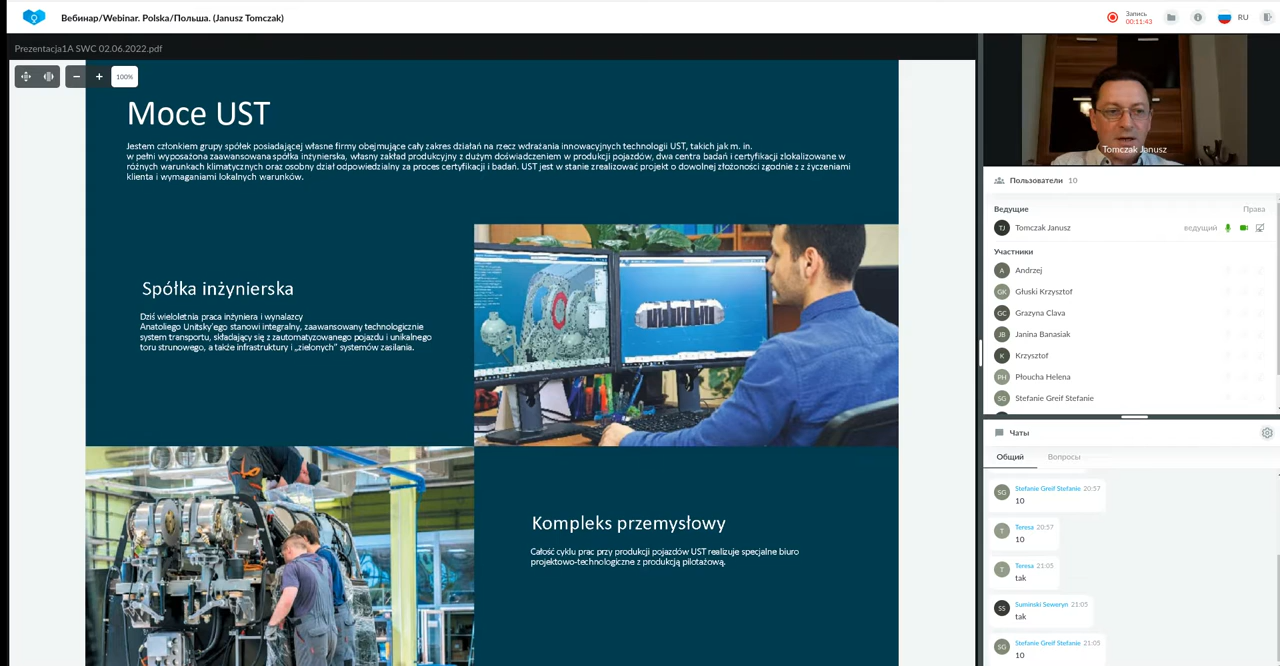 Вебинар/Webinar. Polska/Польша. (Janusz Tomczak)
Запись
00:11:43
RU
Prezentacja1A SWC 02.06.2022.pdf
100%
Moce UST
Jestem członkiem grupy spółek posiadającej własne firmy obejmujące cały zakres działań na rzecz wdrażania innowacyjnych technologii UST, takich jak m. in.
w pełni wyposażona zaawansowana spółka inżynierska, własny zakład produkcyjny z dużym doświadczeniem w produkcji pojazdów, dwa centra badań i certyfikacji zlokalizowane w
różnych warunkach klimatycznych oraz osobny dział odpowiedzialny za proces certyfikacji i badań. UST jest w stanie zrealizować projekt o dowolnej złożoności zgodnie z z życzeniami
klienta i wymaganiami lokalnych warunków.
Spółka inżynierska
Dziś wieloletnia praca inżyniera i wynalazcy
Anatoliego Unitsky'ego stanowi integralny, zaawansowany technologicznie
system transportu, składający się z zautomatyzowanego pojazdu i unikalnego
toru strunowego, a także infrastruktury i „zielonych” systemów zasilania.
Kompleks przemysłowy
Całość cyklu prac przy produkcji pojazdów UST realizuje specjalne biuro
projektowo-technologiczne z produkcją pilotażową.
Tomczak Janusz
Пользователи 10
Ведущие Права
TJ Tomczak Janusz ведущий
Участники
A Andrzej
GK Głuski Krzysztof
GC Grazyna Clava
JB Janina Banasiak
K Krzysztof
PH Płoucha Helena
SG Stefanie Greif Stefanie
Чаты
Общий Вопросы
SG Stefanie Greif Stefanie 20:57
10
T Teresa 20:57
10
T Teresa 21:05
tak
SS Suminski Seweryn 21:05
tak
SG Stefanie Greif Stefanie 21:05
10